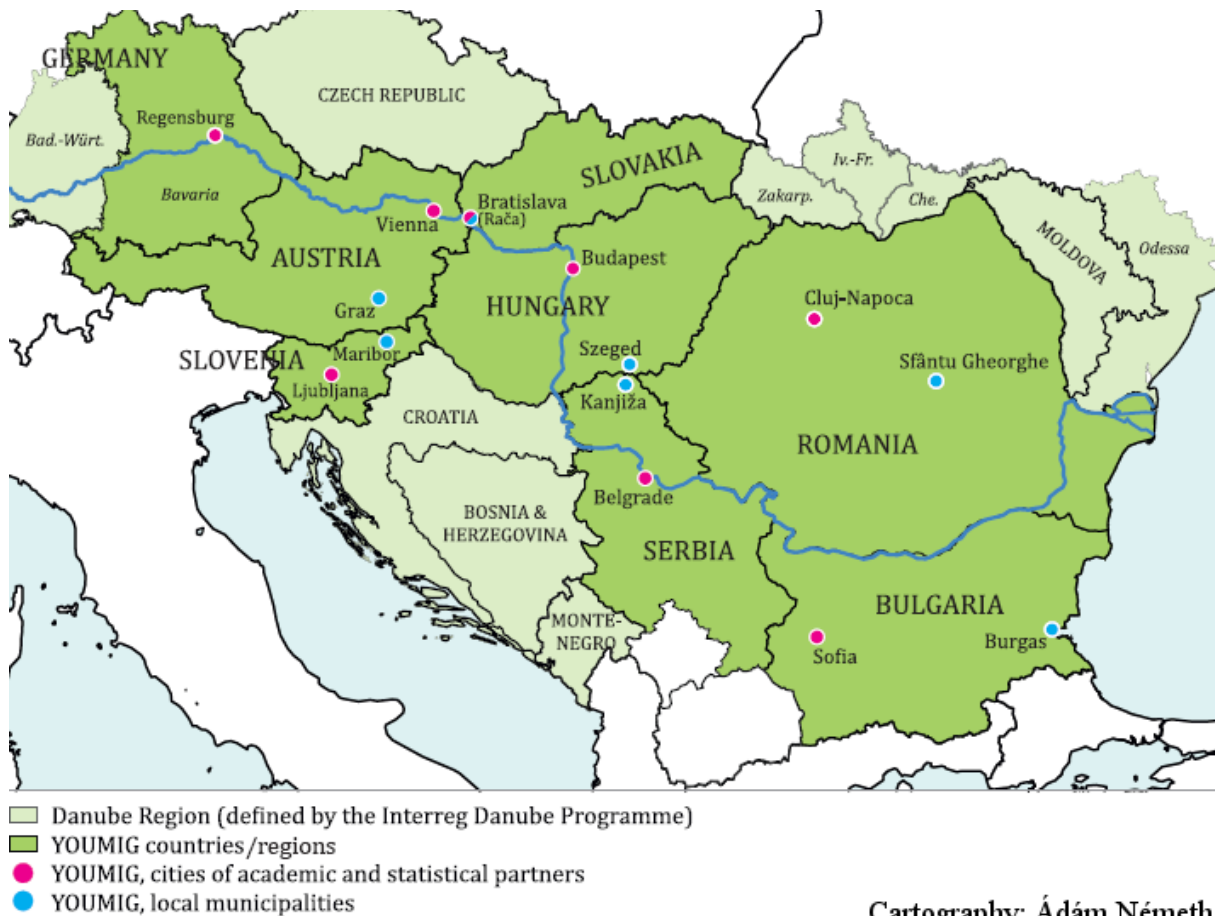 GERMANY
CZECH REPUBLIC
Regensburg
Bad.-Würt.
Bavaria
SLOVAKIA
Iv.-Fr.
Zakarp.
Che.
Bratislava
(Rača)
Vienna
MOLDOVA
Odessa
AUSTRIA
Budapest
Graz
HUNGARY
Cluj-Napoca
Maribor
SLOVENIA
Szeged
Sfântu Gheorghe
Ljubljana
Kanjiža
CROATIA
ROMANIA
Belgrade
BOSNIA &
HERZEGOVINA
SERBIA
BULGARIA
MONTE-
NEGRO
Burgas
Sofia
Danube Region (defined by the Interreg Danube Programme)
YOUMIG countries/regions
YOUMIG, cities of academic and statistical partners
YOUMIG, local municipalities
Cartography: Ádám Németh